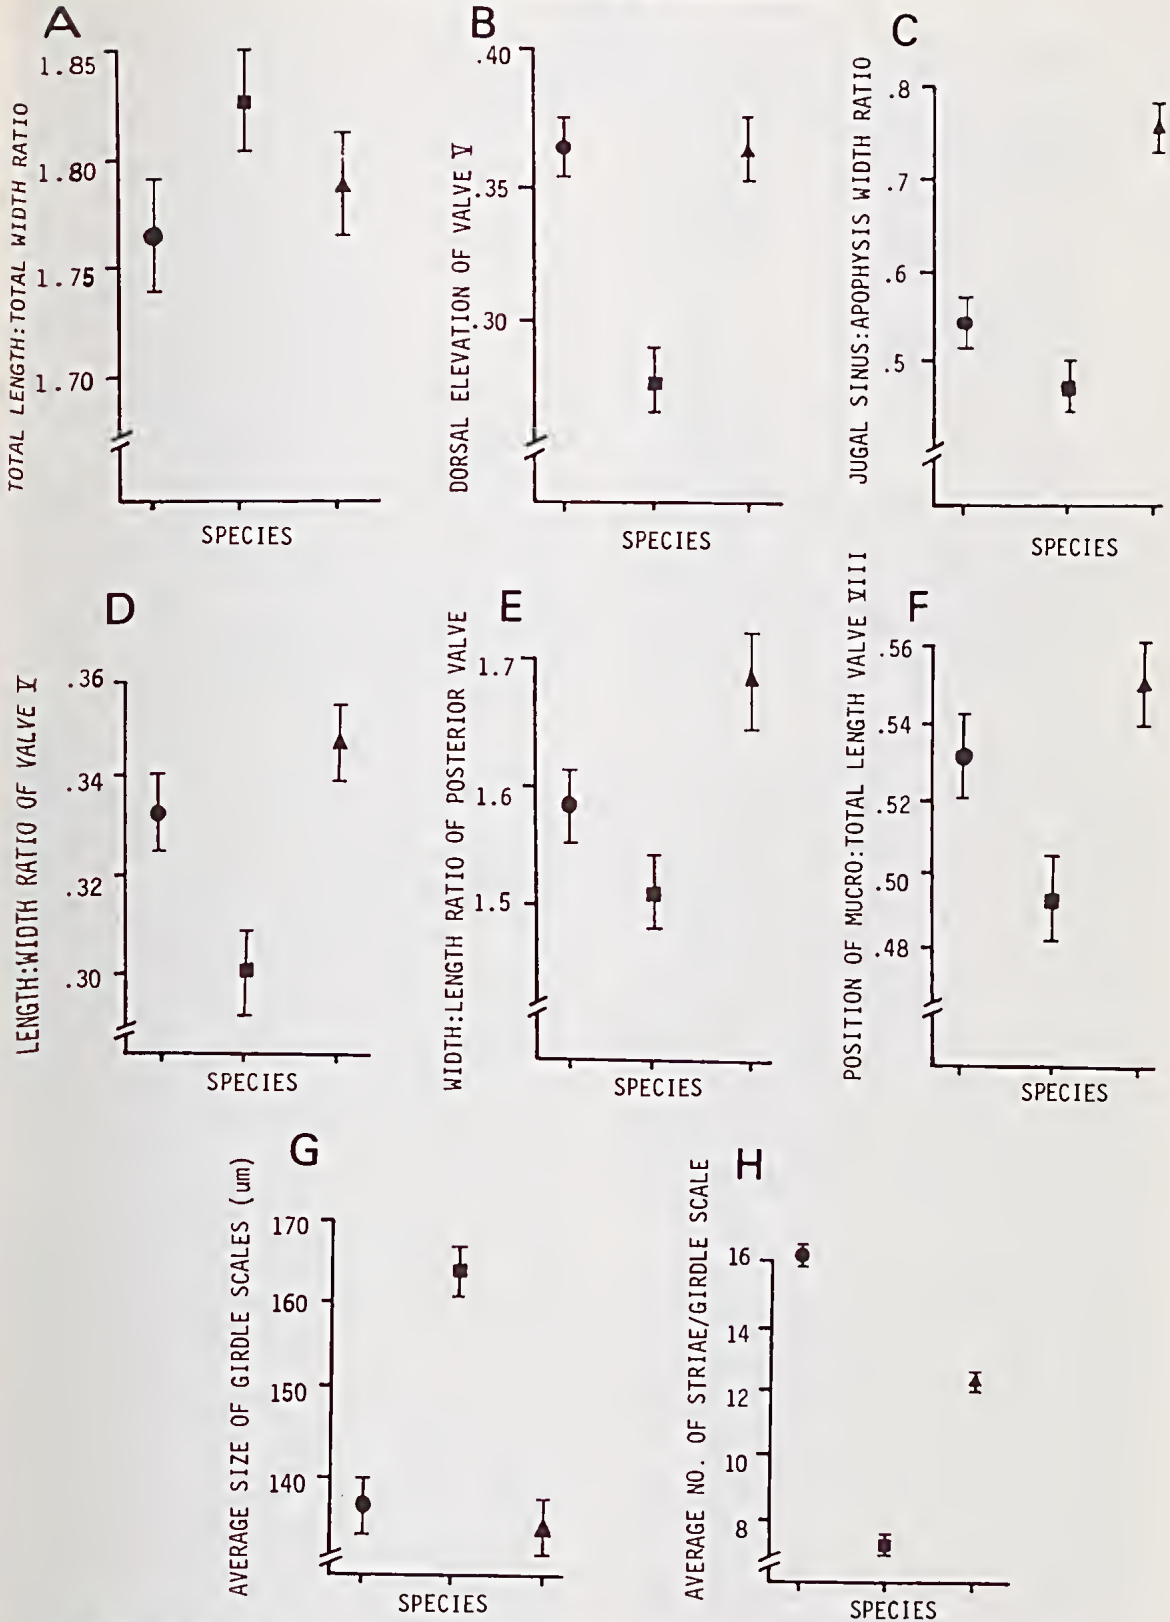 A
TOTAL LENGTH:TOTAL WIDTH RATIO
1.85
1.80
1.75
1.70
SPECIES
B
DORSAL ELEVATION OF VALVE V
.40
.35
.30
SPECIES
C
JUGAL SINUS:APOPHYSIS WIDTH RATIO
.8
.7
.6
.5
SPECIES
D
LENGTH:WIDTH RATIO OF VALVE V
.36
.34
.32
.30
SPECIES
E
WIDTH:LENGTH RATIO OF POSTERIOR VALVE
1.7
1.6
1.5
SPECIES
F
POSITION OF MUCRO:TOTAL LENGTH VALVE VIII
.56
.54
.52
.50
.48
SPECIES
G
AVERAGE SIZE OF GIRDLE SCALES (um)
170
160
150
140
SPECIES
H
AVERAGE NO. OF STRIAE/GIRDLE SCALE
16
14
12
10
8
SPECIES